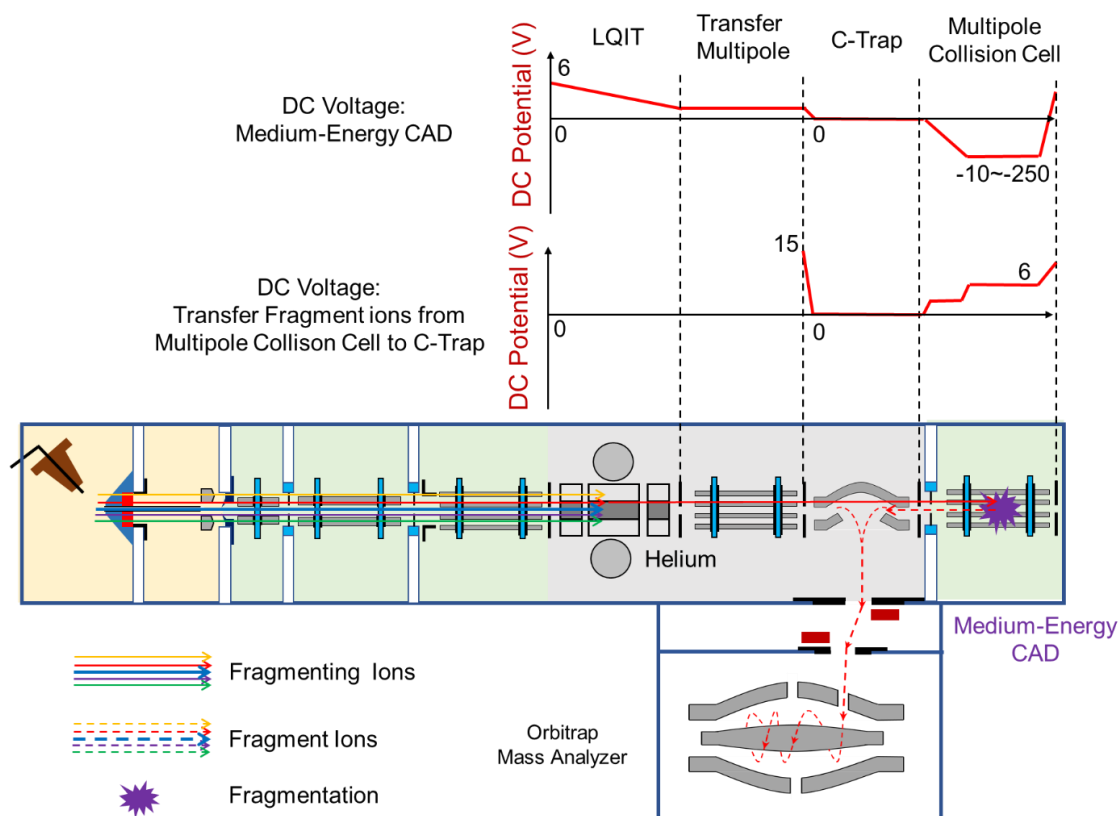 LQIT
Transfer
Multipole
C-Trap
Multipole
Collision Cell
DC Voltage:
Medium-Energy CAD
DC Potential (V)
6
0
0
-10~-250
DC Voltage:
Transfer Fragment ions from
Multipole Collison Cell to C-Trap
DC Potential (V)
15
0
0
6
Helium
Medium-Energy
CAD
Fragmenting Ions
Fragment Ions
Fragmentation
Orbitrap
Mass Analyzer